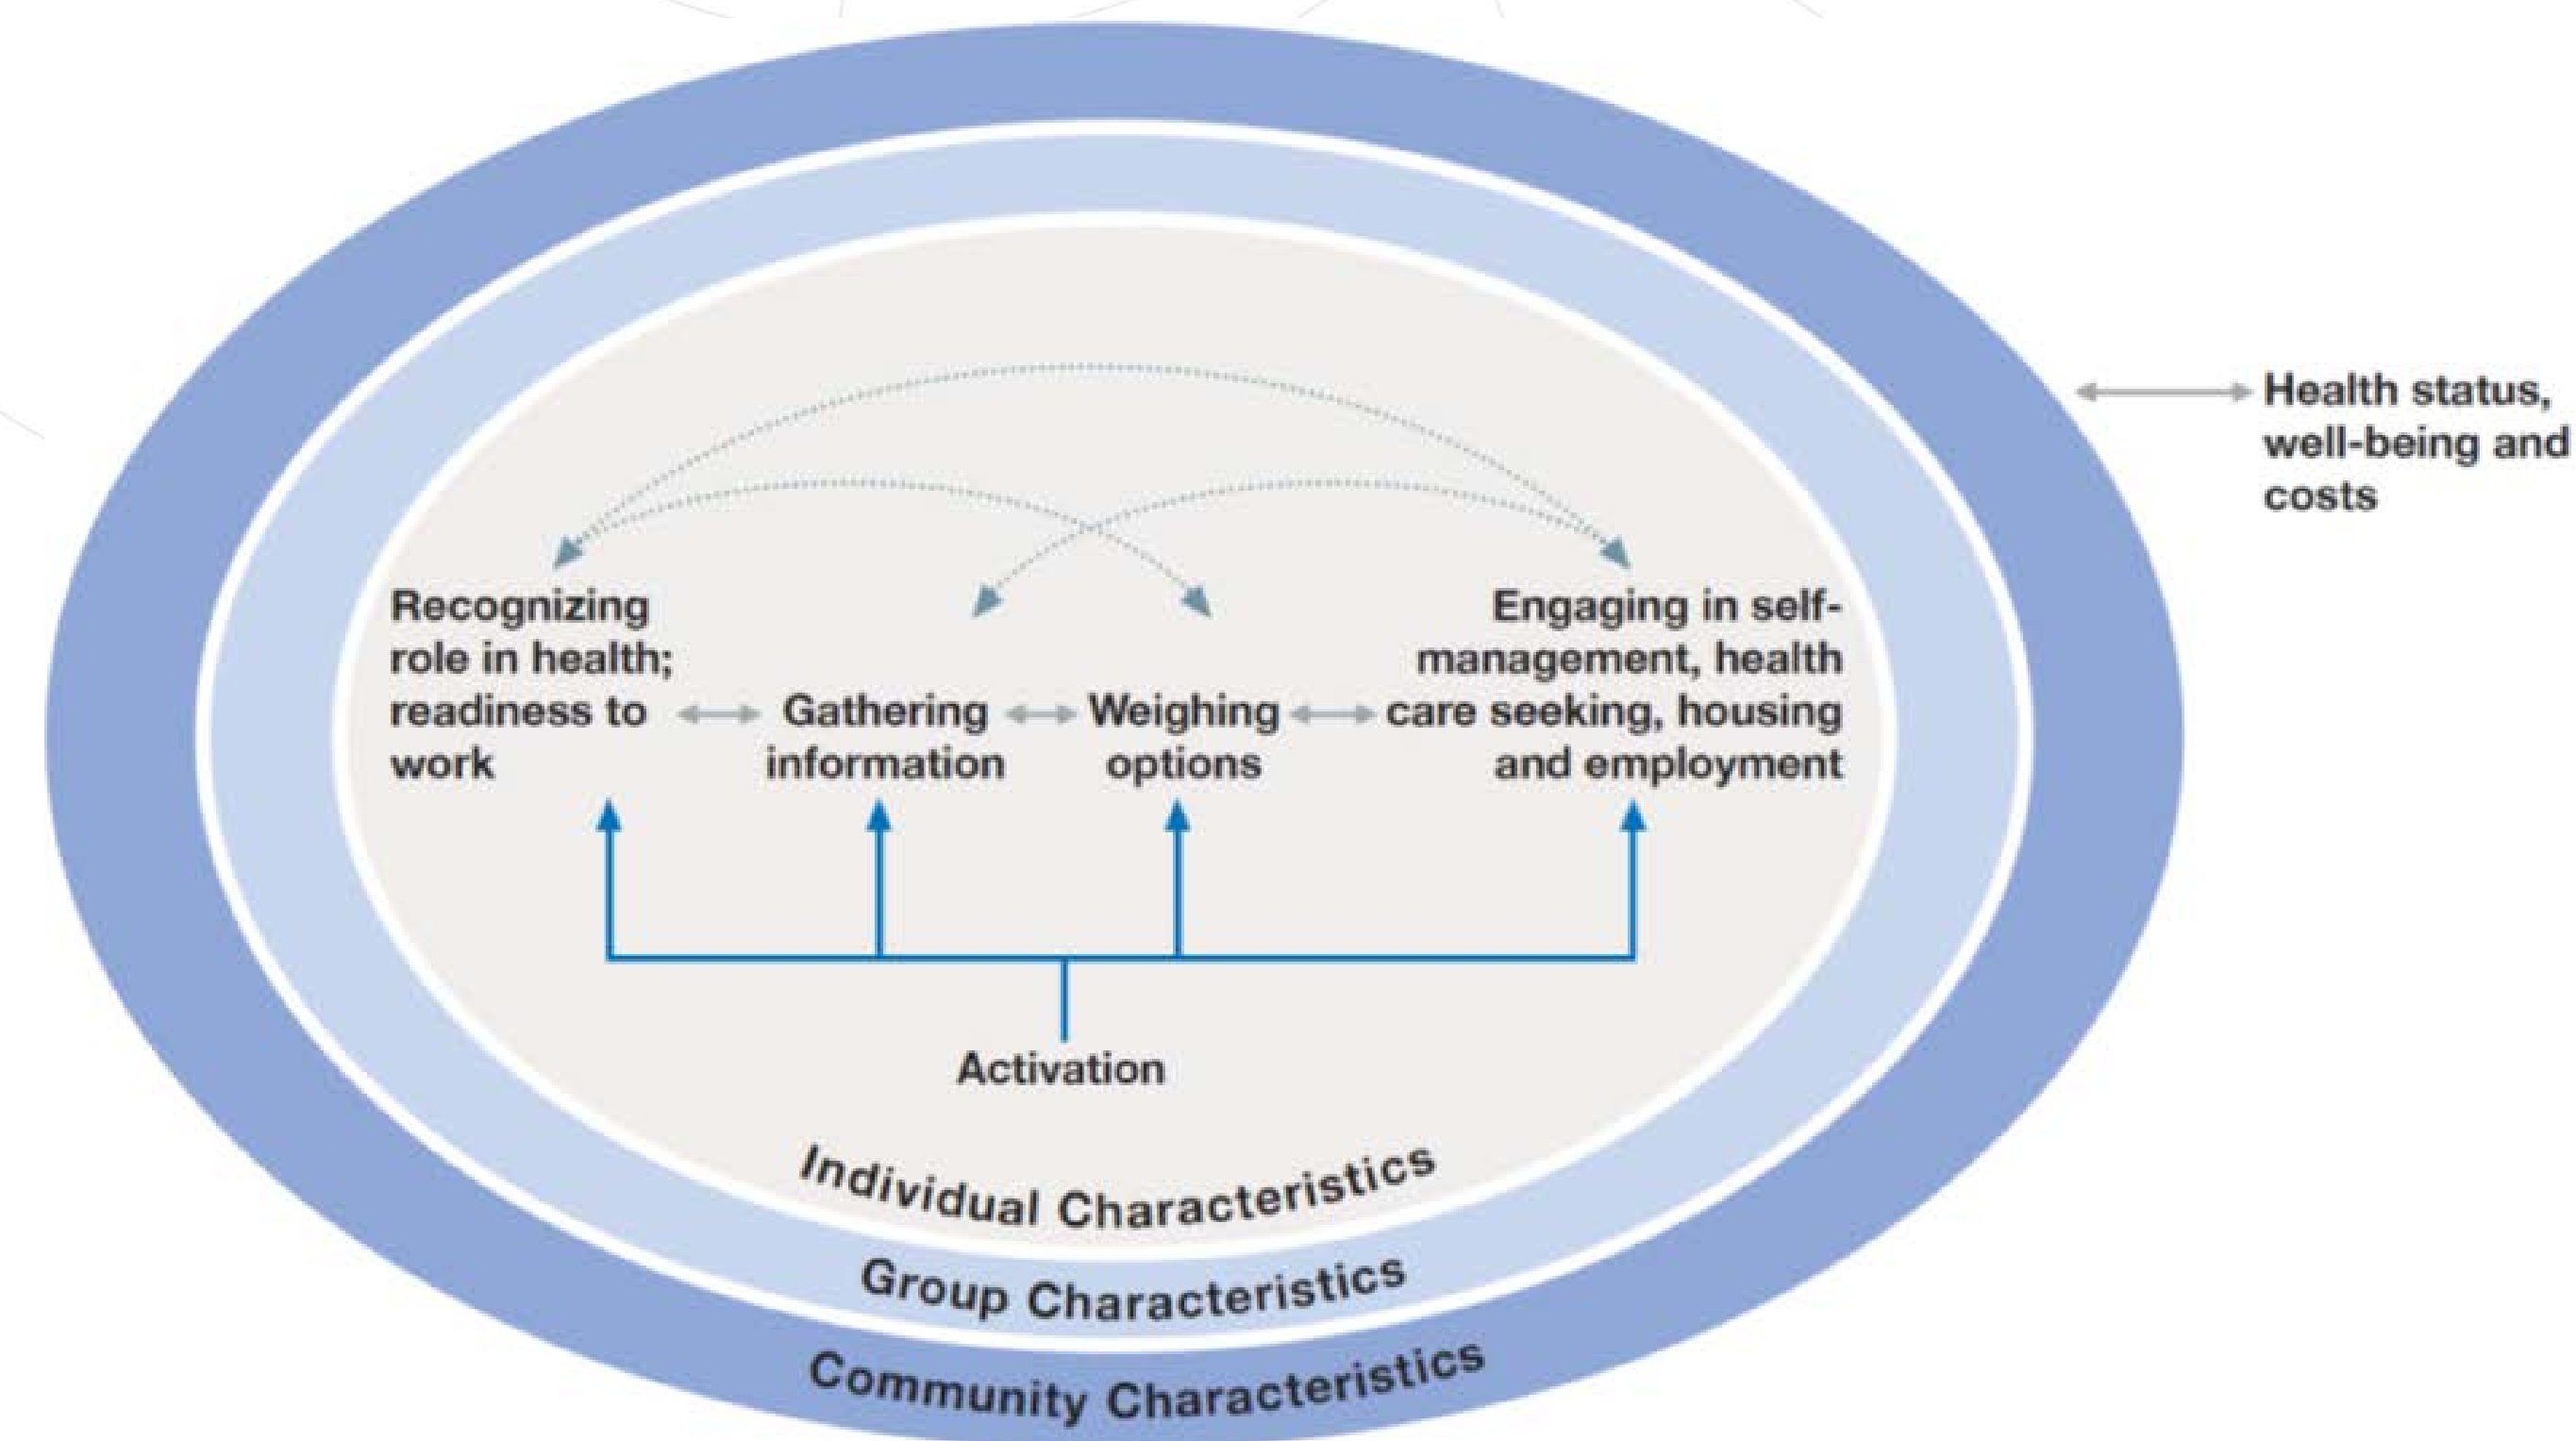 Health status,
well-being and
costs
Recognizing
role in health;
readiness to
work
Gathering
information
Weighing
options
Engaging in self-
management, health
care seeking, housing
and employment
Activation
Individual Characteristics
Group Characteristics
Community Characteristics